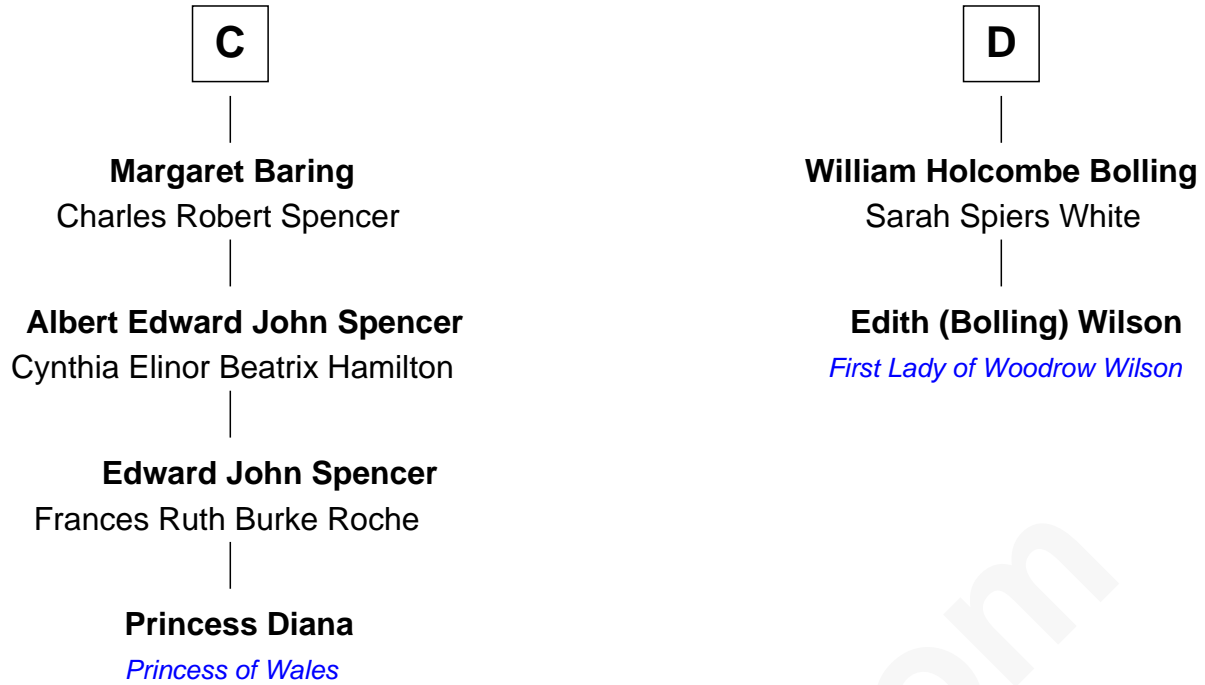 C
Margaret Baring
Charles Robert Spencer
Albert Edward John Spencer
Cynthia Elinor Beatrix Hamilton
Edward John Spencer
Frances Ruth Burke Roche
Princess Diana
Princess of Wales
D
William Holcombe Bolling
Sarah Spiers White
Edith (Bolling) Wilson
First Lady of Woodrow Wilson
om